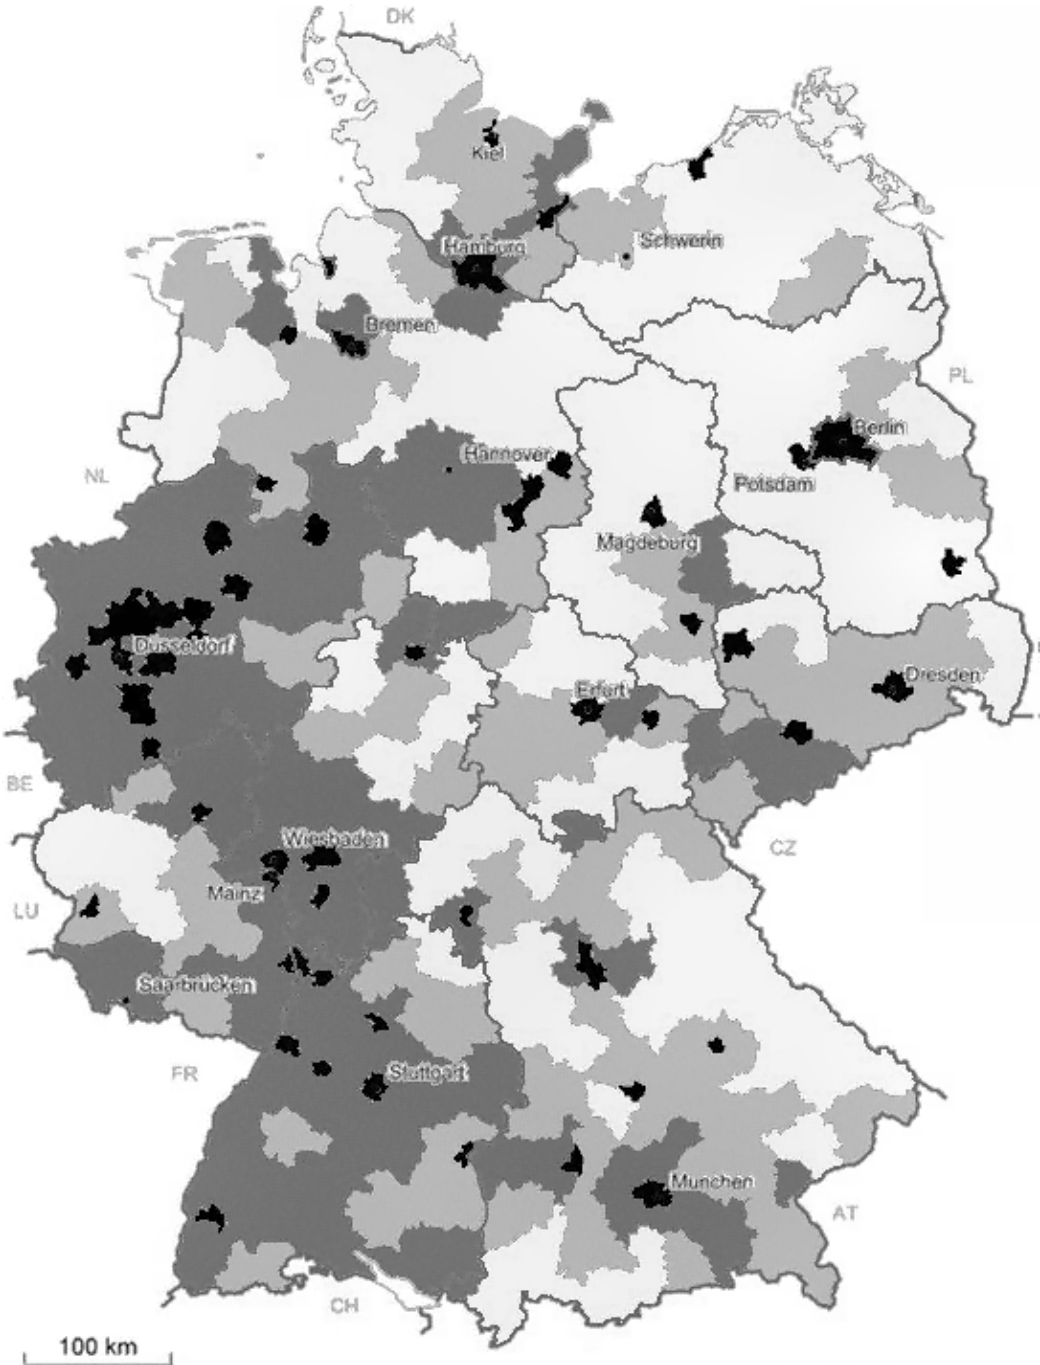 DK
Kiel
Hamburg
Schwerin
Bremen
PL
Berlin
Hannover
NL
Potsdam
Magdeburg
Düsseldorf
Dresden
Erfurt
BE
Wiesbaden
CZ
Mainz
LU
Saarbrücken
FR
Stuttgart
München
AT
CH
100 km